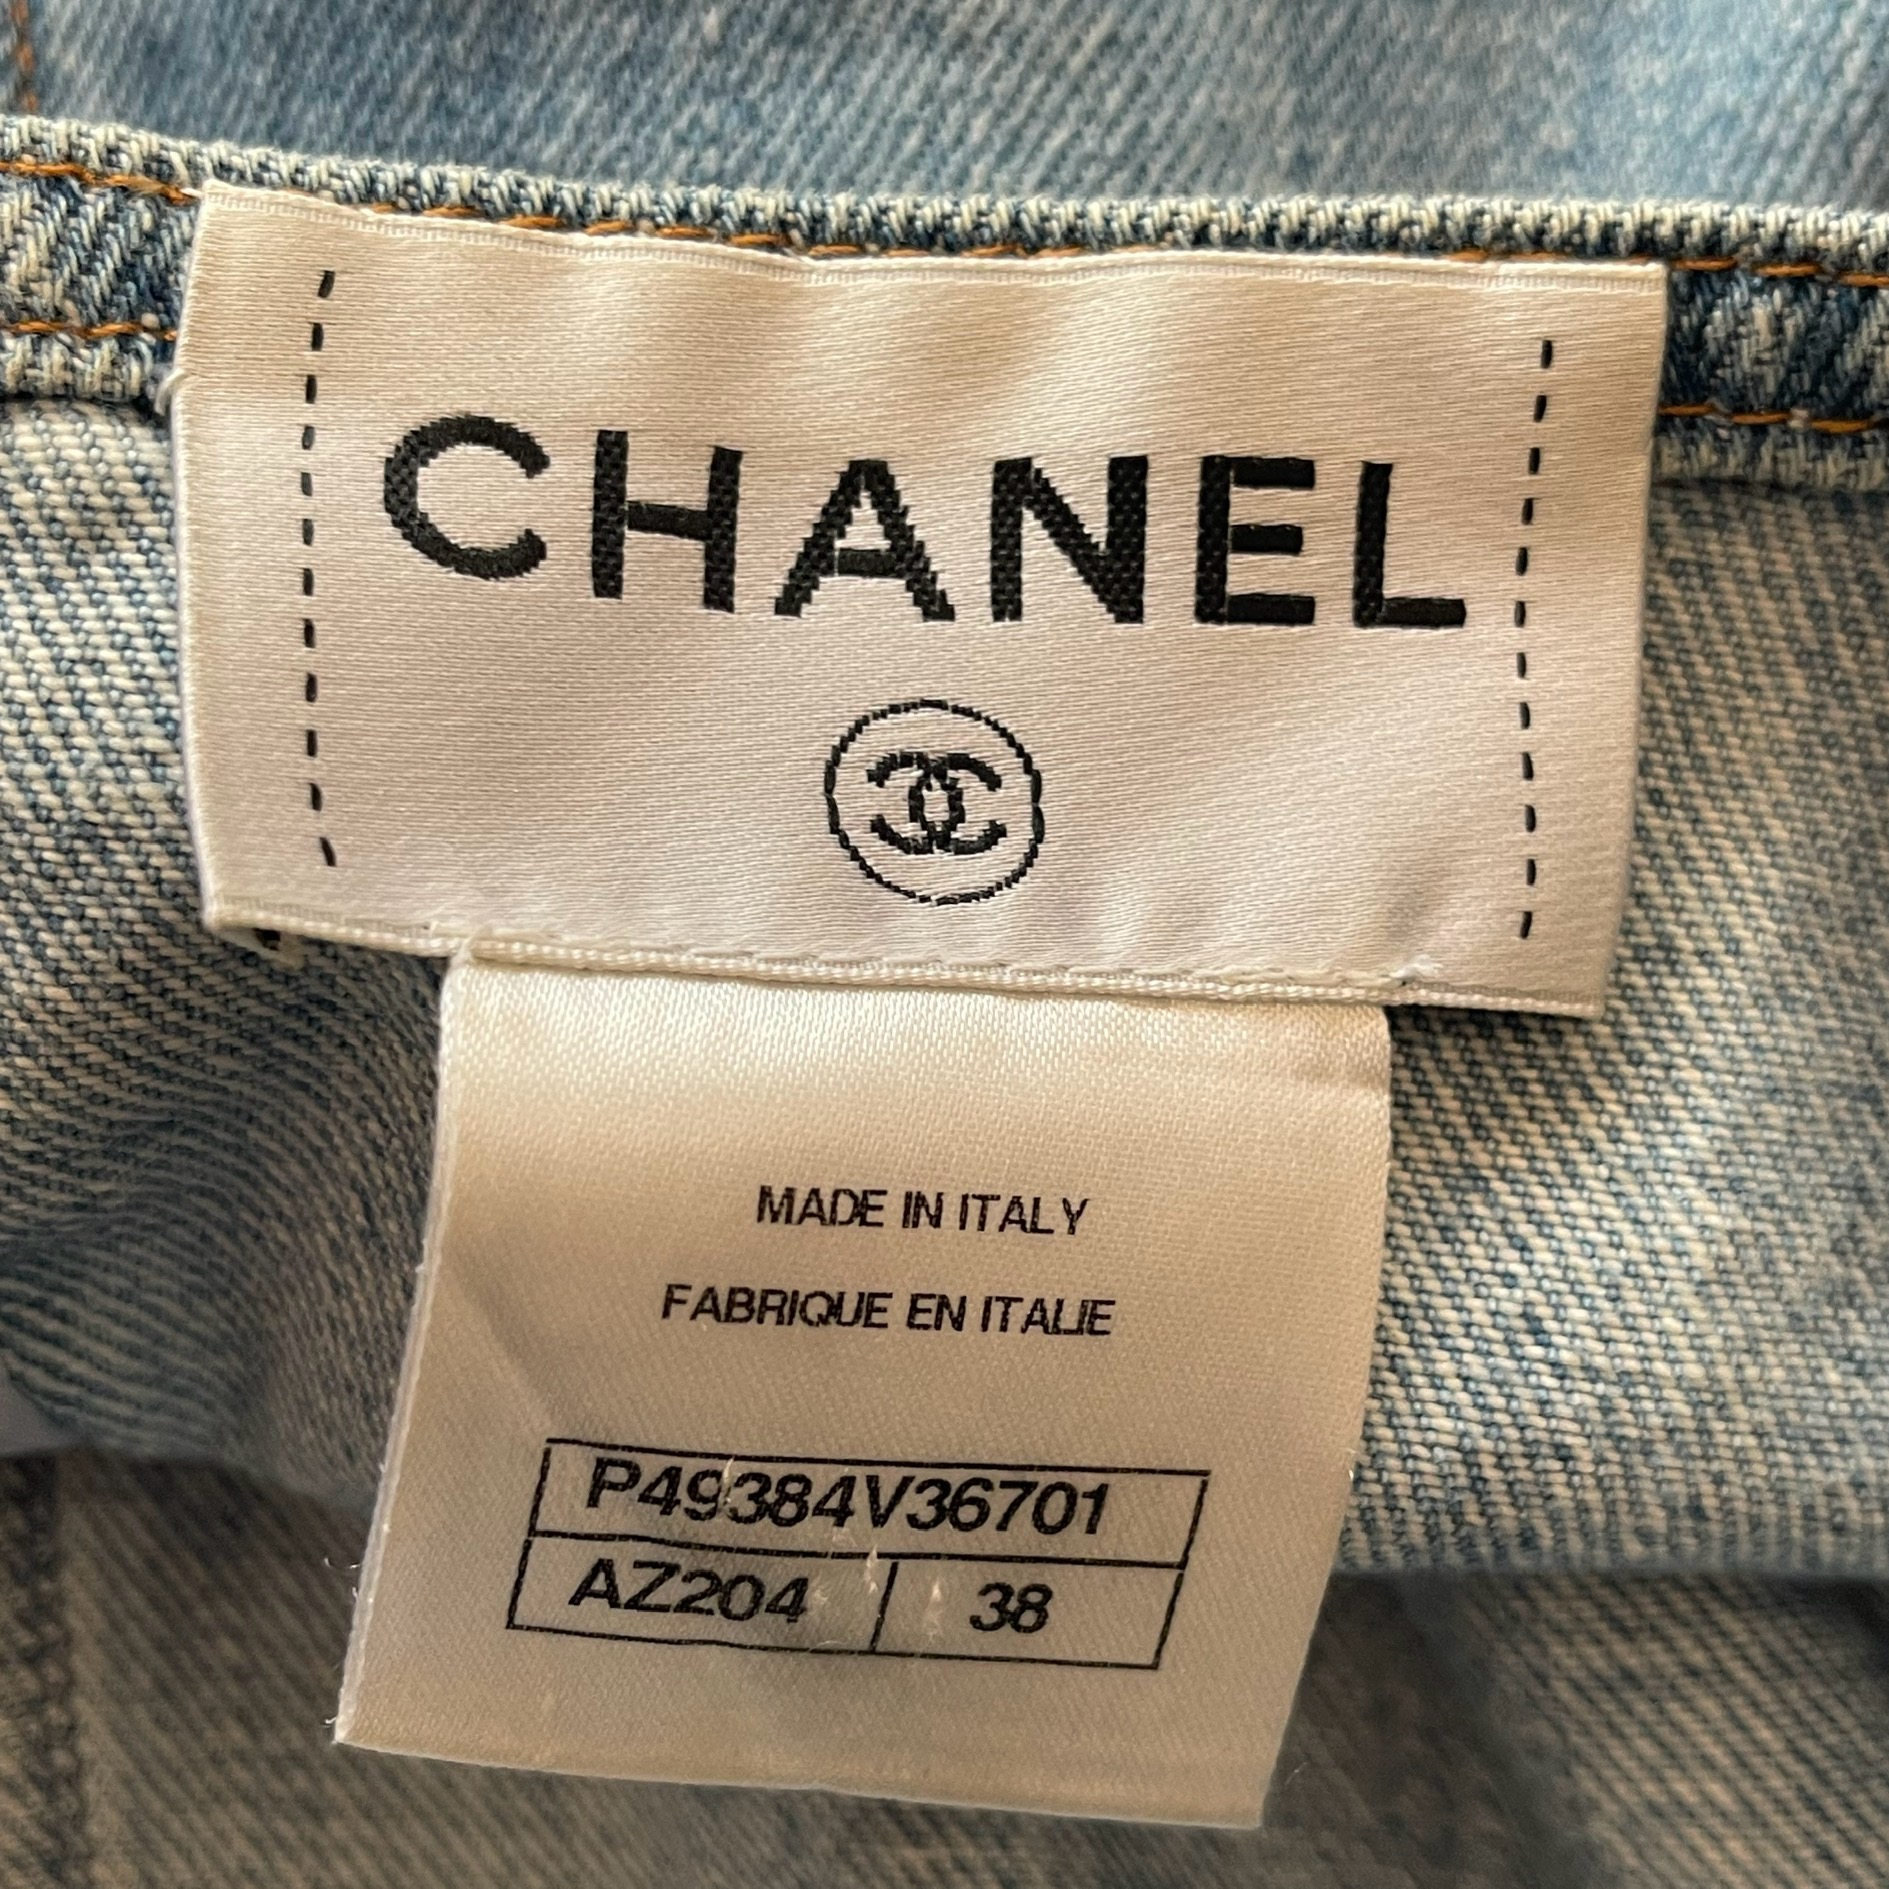 CHANEL
MADE IN ITALY
FABRIQUE EN ITALIE
P49384V36701
AZ204 38